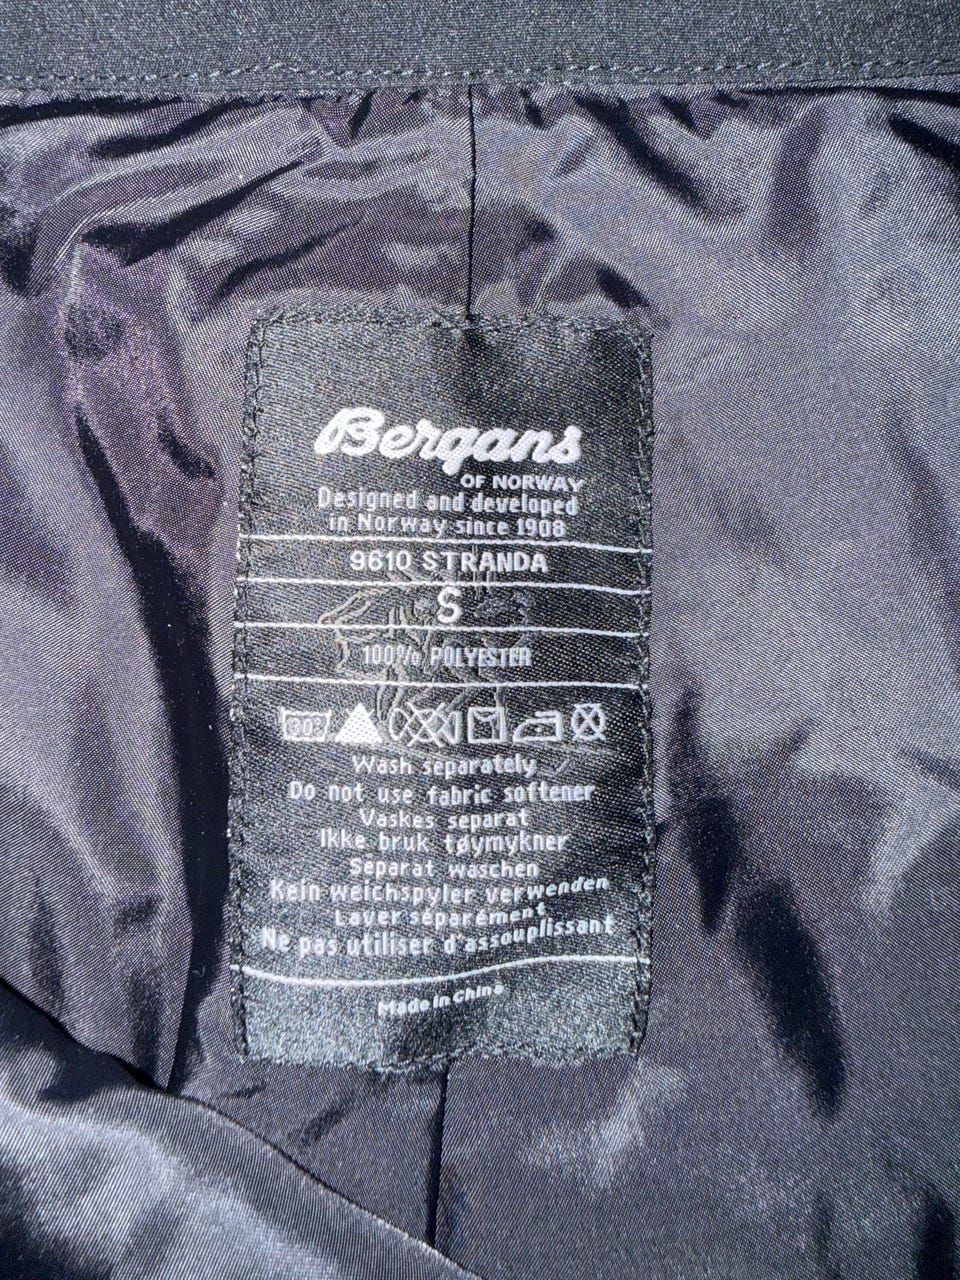 Bergans
OF NORWAY
Designed and developed
in Norway since 1908
9610 STRANDA
S
100% POLYESTER
30°
Wash separately
Do not use fabric softener
Vaskes separat
Ikke bruk tøymykner
Separat waschen
Kein weichspyler verwenden
Laver séparément
Ne pas utiliser d'assouplissant
Made in China